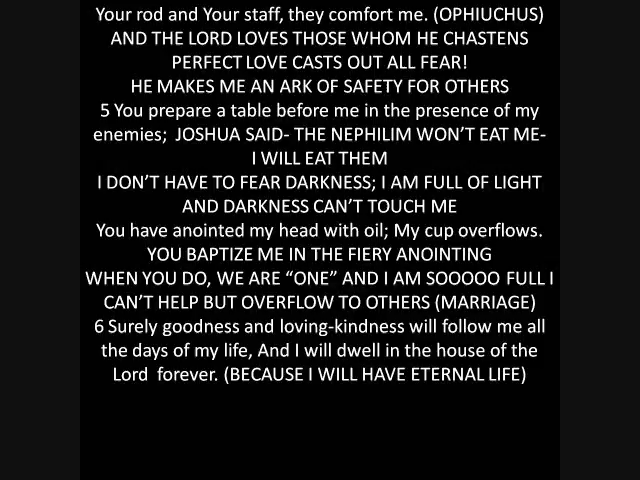 Your rod and Your staff, they comfort me. (OPHIUCHUS)
AND THE LORD LOVES THOSE WHOM HE CHASTENS
PERFECT LOVE CASTS OUT ALL FEAR!
HE MAKES ME AN ARK OF SAFETY FOR OTHERS
5 You prepare a table before me in the presence of my
enemies;  JOSHUA SAID- THE NEPHILIM WON'T EAT ME-
I WILL EAT THEM
I DON'T HAVE TO FEAR DARKNESS; I AM FULL OF LIGHT
AND DARKNESS CAN'T TOUCH ME
You have anointed my head with oil; My cup overflows.
YOU BAPTIZE ME IN THE FIERY ANOINTING
WHEN YOU DO, WE ARE “ONE” AND I AM SOOOOO FULL I
CAN'T HELP BUT OVERFLOW TO OTHERS (MARRIAGE)
6 Surely goodness and loving-kindness will follow me all
the days of my life, And I will dwell in the house of the
Lord  forever. (BECAUSE I WILL HAVE ETERNAL LIFE)